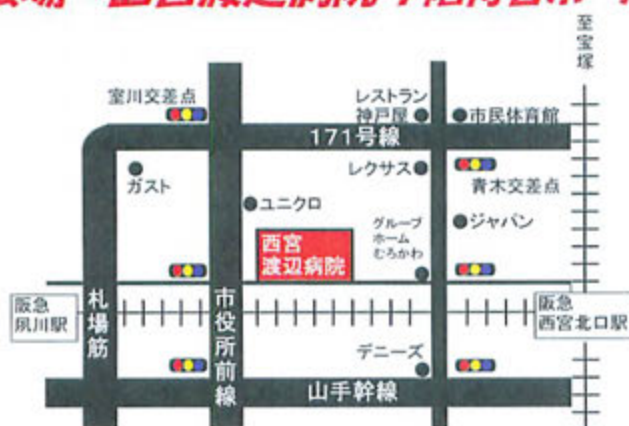 至宝塚
室川交差点
レストラン
神戸屋
市民体育館
171号線
ガスト
レクサス
青木交差点
ユニクロ
グループ
ホーム
むろかわ
ジャパン
西宮
渡辺病院
阪急
夙川駅
札場筋
市役所前線
阪急
西宮北口駅
デニーズ
山手幹線